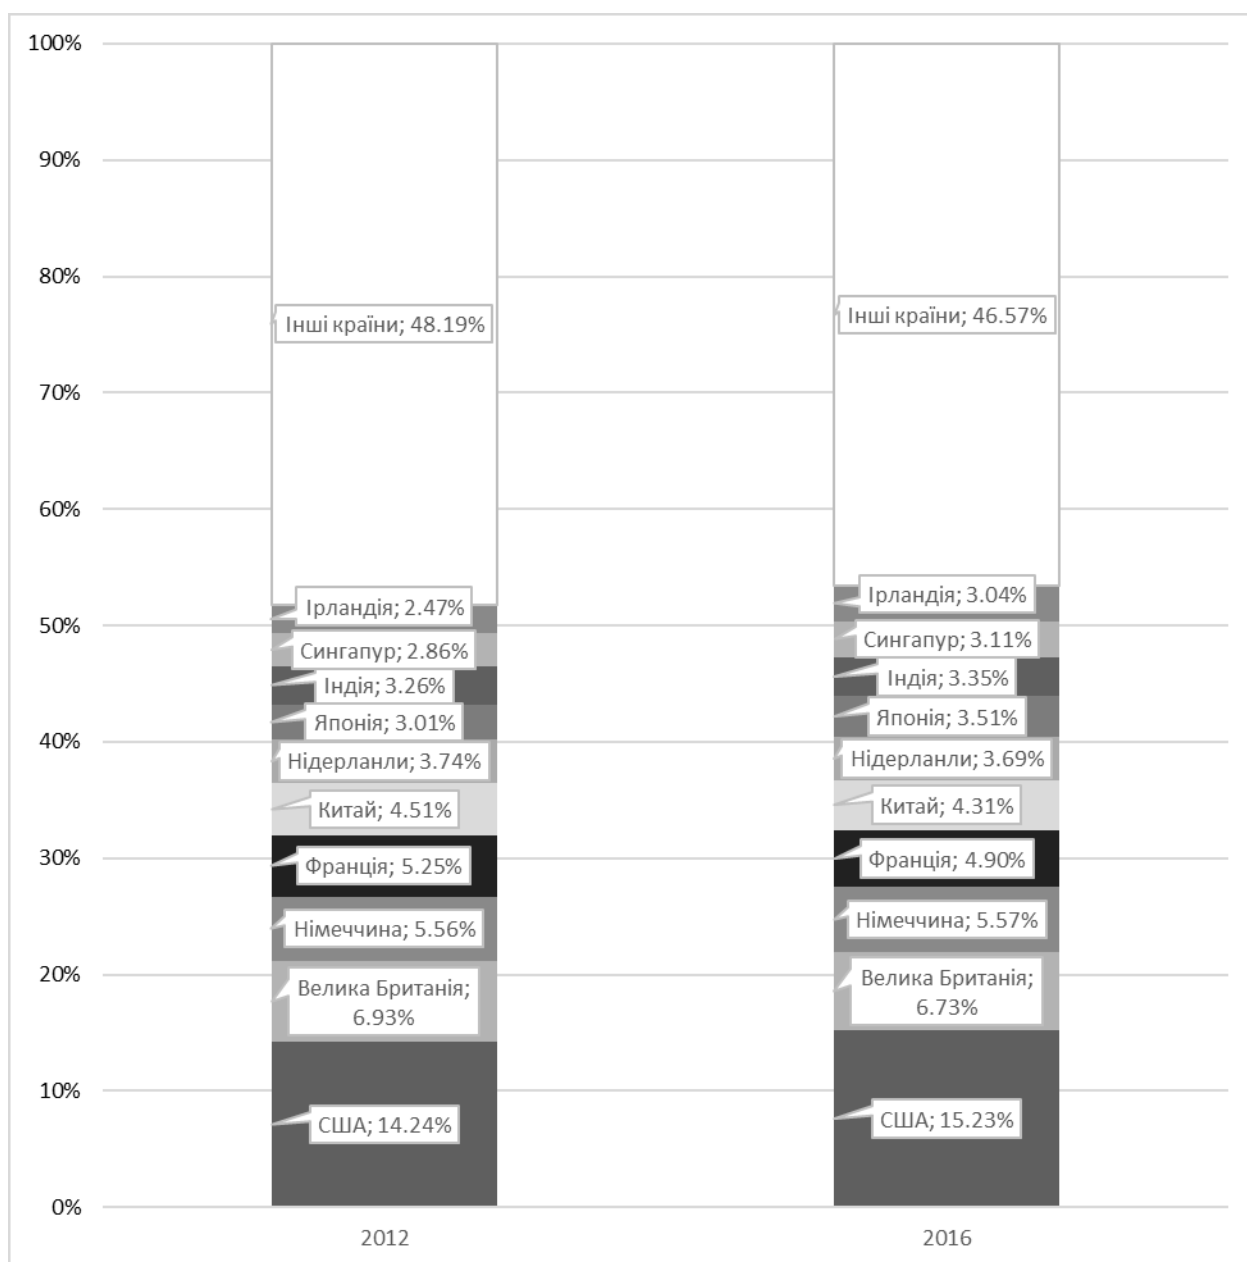 100%
90%
80%
70%
60%
50%
40%
30%
20%
10%
0%
Інші країни; 48.19%
Ірландія; 2.47%
Сингапур; 2.86%
Індія; 3.26%
Японія; 3.01%
Нідерланли; 3.74%
Китай; 4.51%
Франція; 5.25%
Німеччина; 5.56%
Велика Британія;
6.93%
США; 14.24%
Інші країни; 46.57%
Ірландія; 3.04%
Сингапур; 3.11%
Індія; 3.35%
Японія; 3.51%
Нідерланли; 3.69%
Китай; 4.31%
Франція; 4.90%
Німеччина; 5.57%
Велика Британія;
6.73%
США; 15.23%
2012
2016